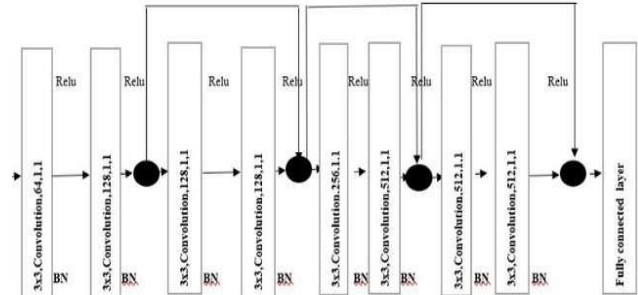 3x3,Convolution,64,1,1
Relu
BN
3x3,Convolution,128,1,1
Relu
BN
3x3,Convolution,128,1,1
Relu
BN
3x3,Convolution,128,1,1
Relu
BN
3x3,Convolution.256,1.1
Relu
BN
3x3,Convolution,512,1,1
Relu
BN
3x3,Convolution,512,1,1
Relu
BN
3x3,Convolution,512,1,1
Relu
BN
Fully connected layer